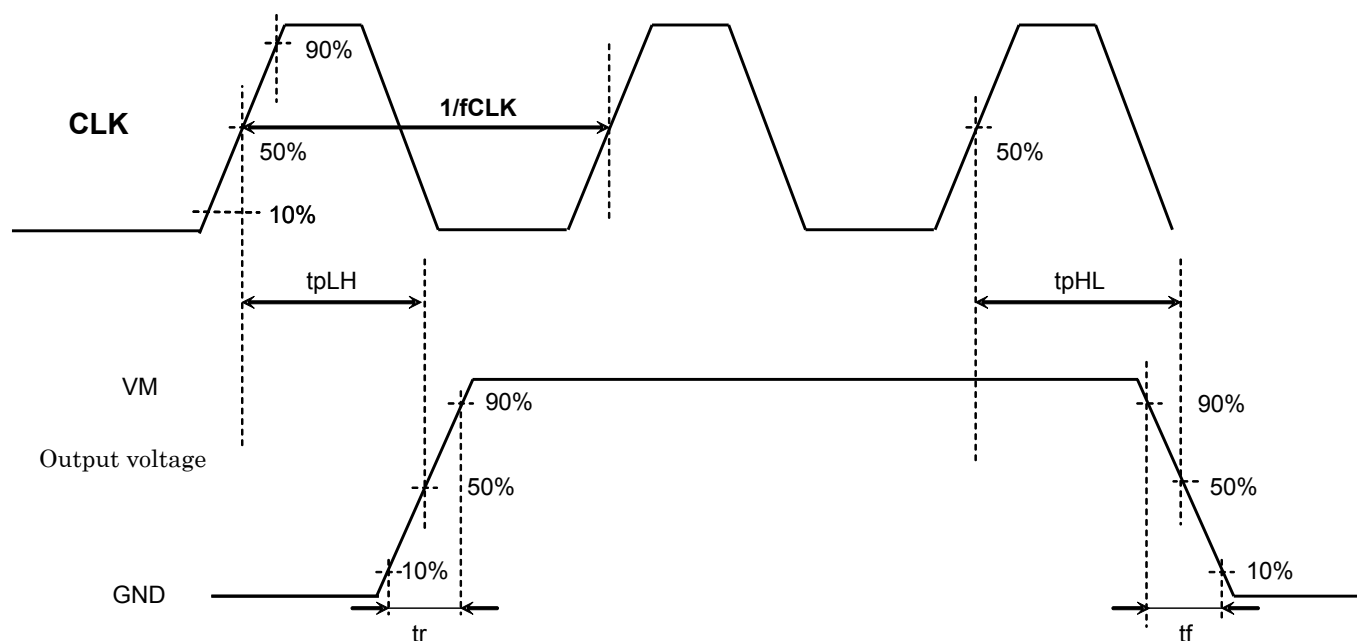 90%
1/fCLK
CLK
50%
50%
10%
tpLH
tpHL
VM
90%
90%
Output voltage
50%
50%
10%
10%
GND
tr
tf